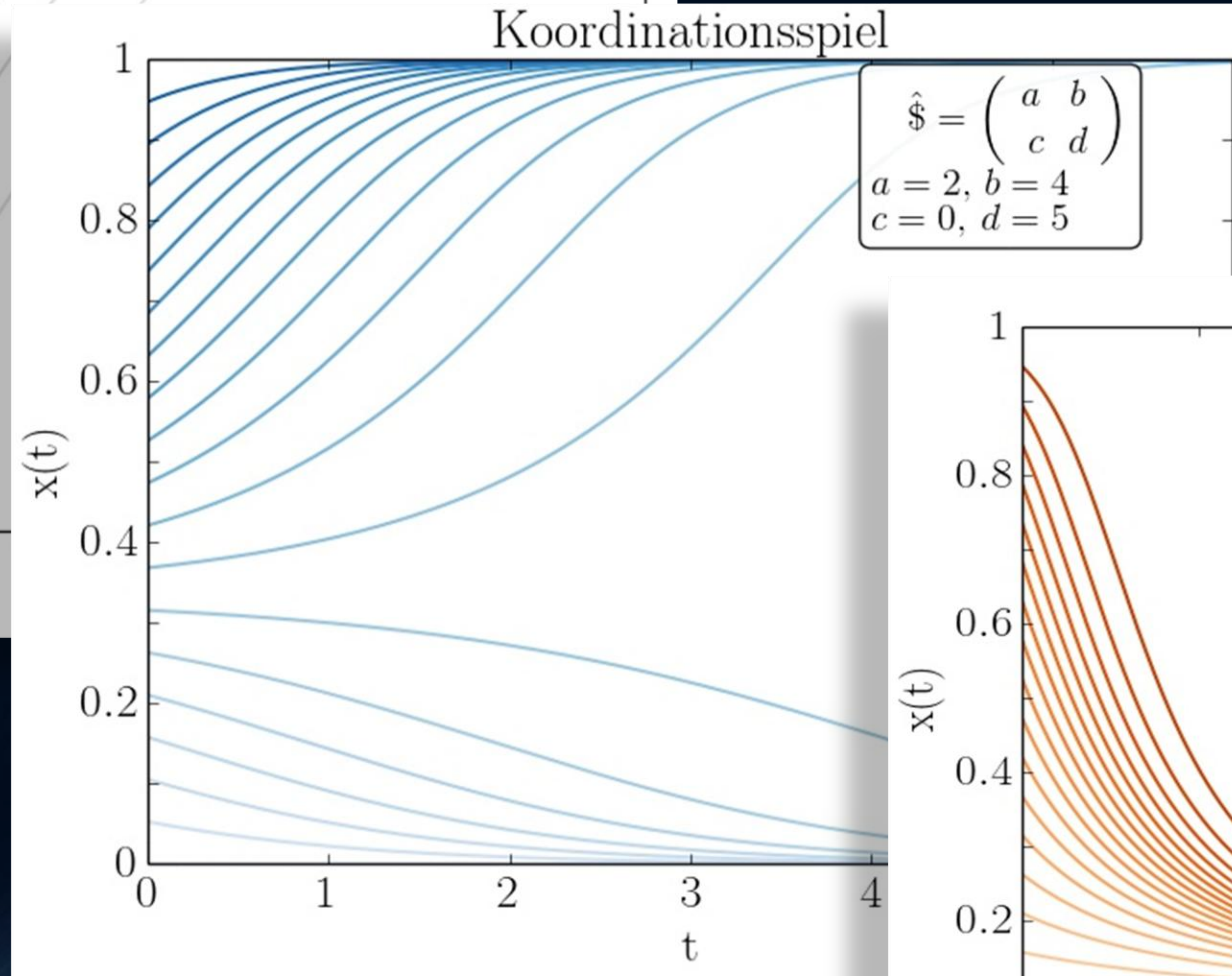 Koordinationsspiel
1
0.8
0.6
0.4
0.2
0
x(t)
0 1 2 3 4
t
$̂ = ( a b
c d )
a = 2, b = 4
c = 0, d = 5
1
0.8
0.6
0.4
0.2
x(t)